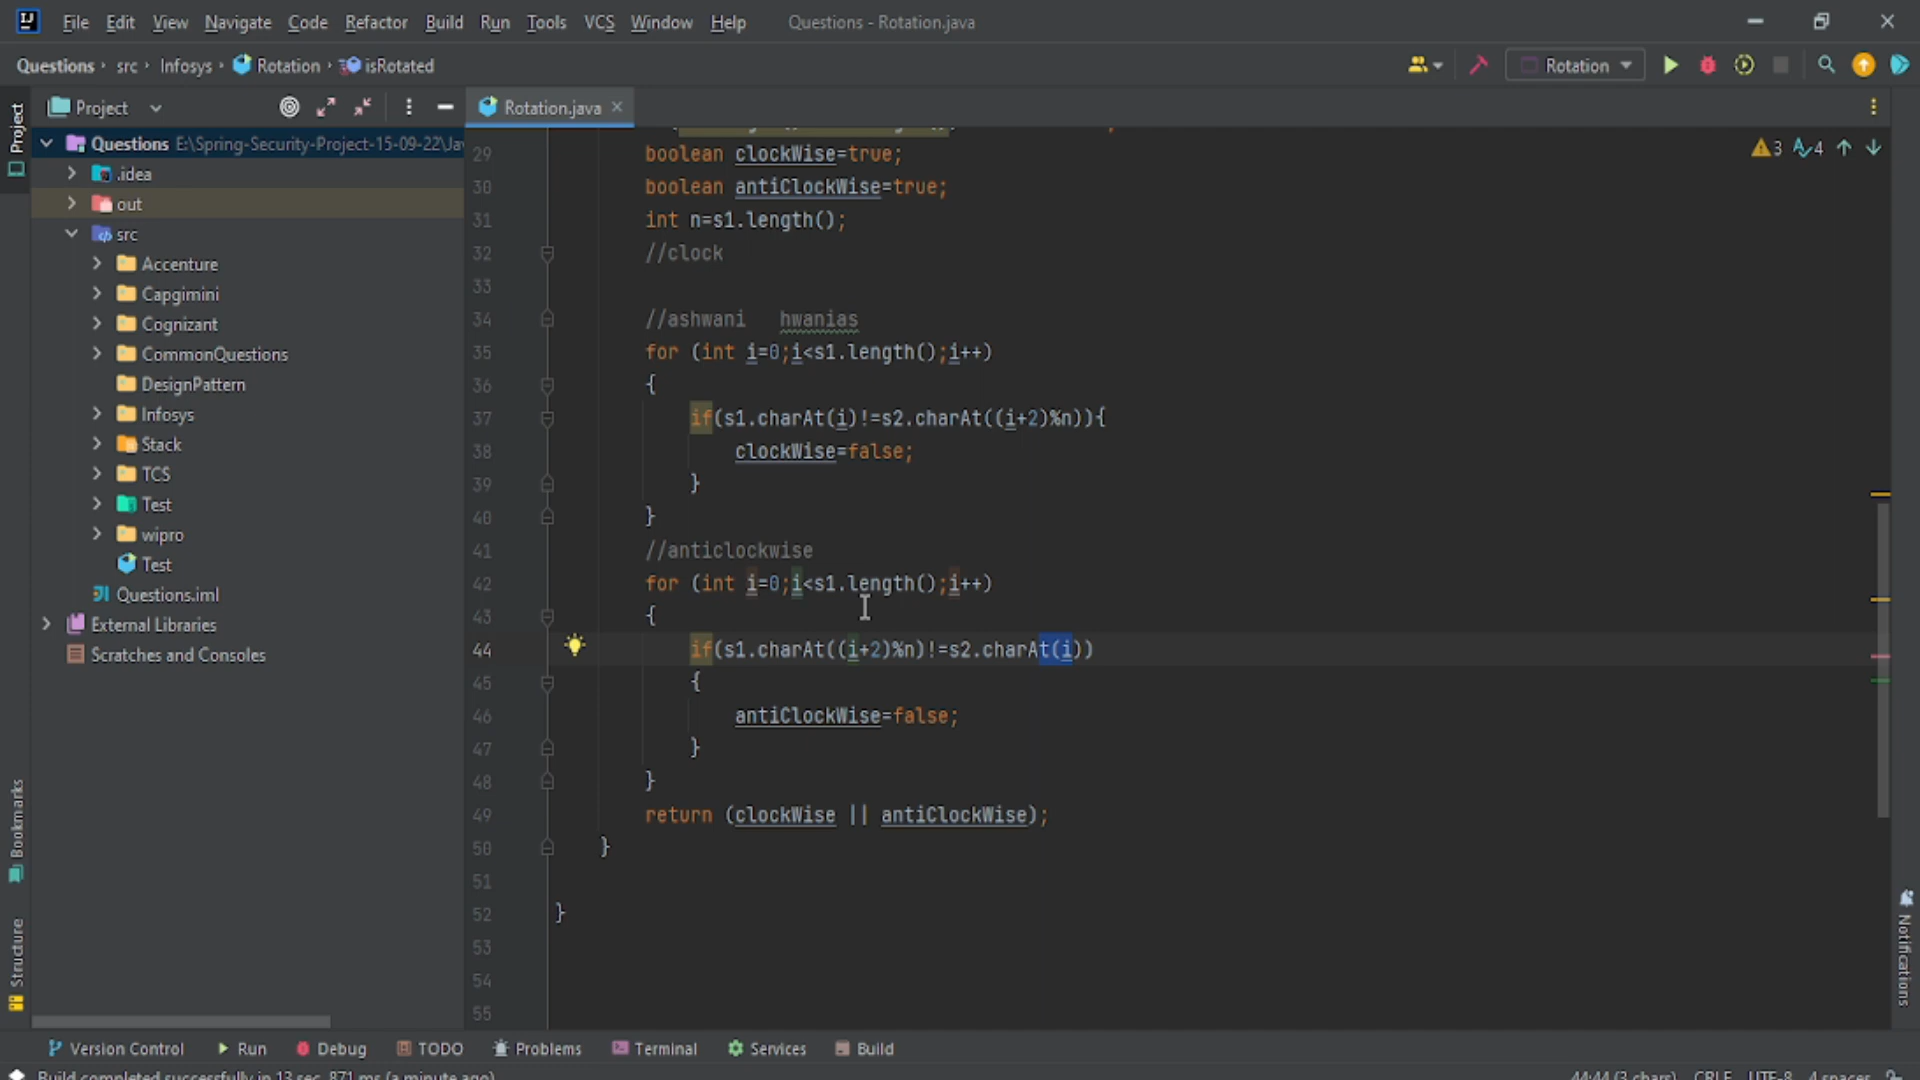 File Edit View Navigate Code Refactor Build Run Tools VCS Window Help Questions - Rotation.java
Questions src Infosys Rotation isRotated Rotation
Project Rotation.java
Project
Questions E:\Spring-Security-Project-15-09-22\Jav
.idea
out
src
Accenture
Capgimini
Cognizant
CommonQuestions
DesignPattern
Infosys
Stack
TCS
Test
wipro
Test
Questions.iml
External Libraries
Scratches and Consoles
Bookmarks
Structure
3 4
29 boolean clockWise=true;
30 boolean antiClockWise=true;
31 int n=s1.length();
32 //clock
33
34 //ashwani hwanias
35 for (int i=0;i<s1.length();i++)
36 {
37 if(s1.charAt(i)!=s2.charAt((i+2)%n)){
38 clockWise=false;
39 }
40 }
41 //anticlockwise
42 for (int i=0;i<s1.length();i++)
43 {
44 if(s1.charAt((i+2)%n)!=s2.charAt(i))
45 {
46 antiClockWise=false;
47 }
48 }
49 return (clockWise || antiClockWise);
50 }
51
52 }
53
54
55
Notifications
Version Control Run Debug TODO Problems Terminal Services Build
Build completed successfully in 13 sec, 871 ms (a minute ago) 44:44 (3 chars) CRLF UTF-8 4 spaces